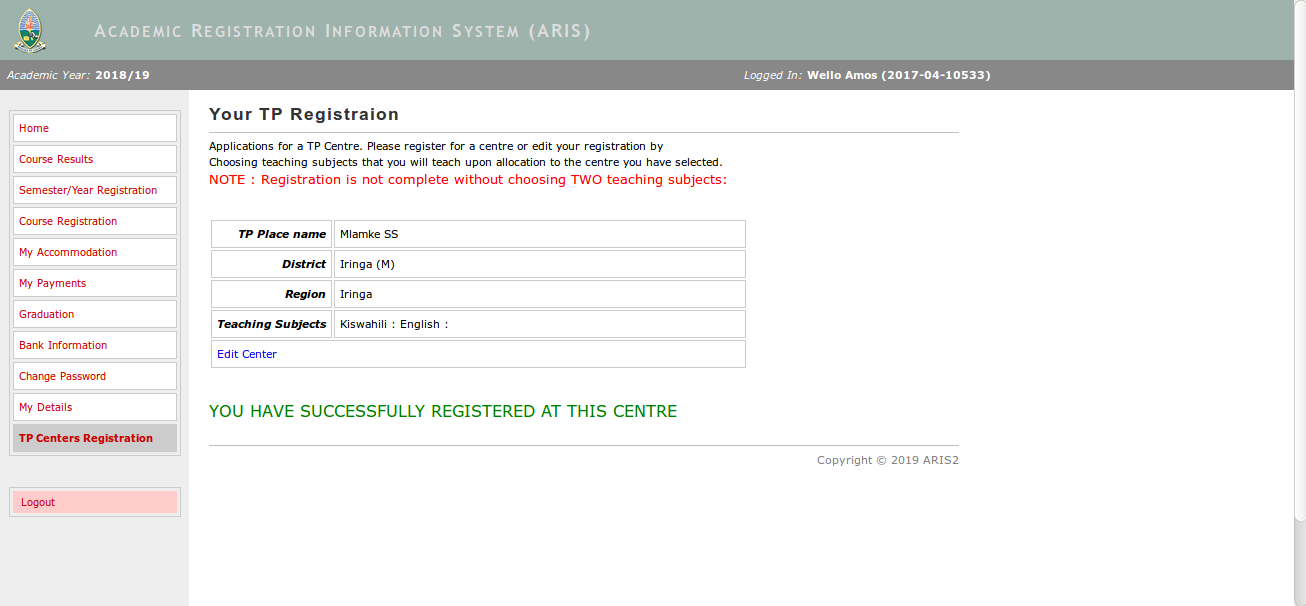 ACADEMIC REGISTRATION INFORMATION SYSTEM (ARIS)
Academic Year: 2018/19
Logged In: Wello Amos (2017-04-10533)
Home
Course Results
Semester/Year Registration
Course Registration
My Accommodation
My Payments
Graduation
Bank Information
Change Password
My Details
TP Centers Registration
Logout
Your TP Registraion
Applications for a TP Centre. Please register for a centre or edit your registration by
Choosing teaching subjects that you will teach upon allocation to the centre you have selected.
NOTE : Registration is not complete without choosing TWO teaching subjects:
TP Place name Mlamke SS
District Iringa (M)
Region Iringa
Teaching Subjects Kiswahili : English :
Edit Center
YOU HAVE SUCCESSFULLY REGISTERED AT THIS CENTRE
Copyright © 2019 ARIS2